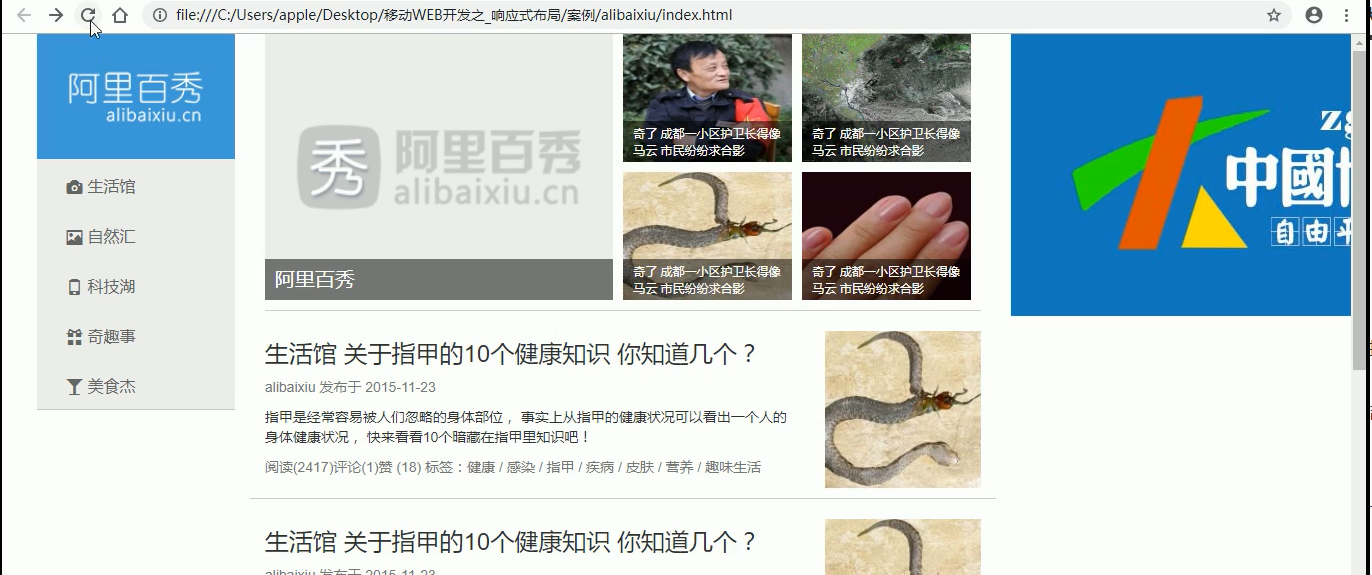 file:///C:/Users/apple/Desktop/移动WEB开发之_响应式布局/案例/alibaixiu/index.html
阿里百秀
alibaixiu.cn
生活馆
自然汇
科技湖
奇趣事
美食杰
秀
阿里百秀
alibaixiu.cn
阿里百秀
奇了 成都一小区护卫长得像
马云 市民纷纷求合影
奇了 成都一小区护卫长得像
马云 市民纷纷求合影
奇了 成都一小区护卫长得像
马云 市民纷纷求合影
奇了 成都一小区护卫长得像
马云 市民纷纷求合影
中國
自由平
生活馆 关于指甲的10个健康知识 你知道几个？
alibaixiu 发布于 2015-11-23
指甲是经常容易被人们忽略的身体部位， 事实上从指甲的健康状况可以看出一个人的
身体健康状况， 快来看看10个暗藏在指甲里知识吧！
阅读(2417)评论(1)赞 (18) 标签：健康 / 感染 / 指甲 / 疾病 / 皮肤 / 营养 / 趣味生活
生活馆 关于指甲的10个健康知识 你知道几个？
alibaixiu 发布于 2015-11-23